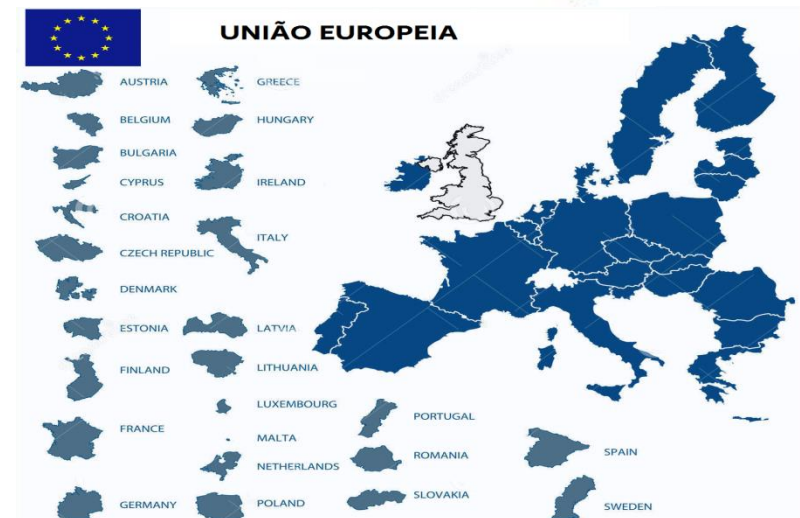 UNIÃO EUROPEIA
AUSTRIA
BELGIUM
BULGARIA
CYPRUS
CROATIA
CZECH REPUBLIC
DENMARK
ESTONIA
FINLAND
FRANCE
GERMANY
GREECE
HUNGARY
IRELAND
ITALY
LATVIA
LITHUANIA
LUXEMBOURG
MALTA
NETHERLANDS
POLAND
PORTUGAL
ROMANIA
SLOVAKIA
SPAIN
SWEDEN